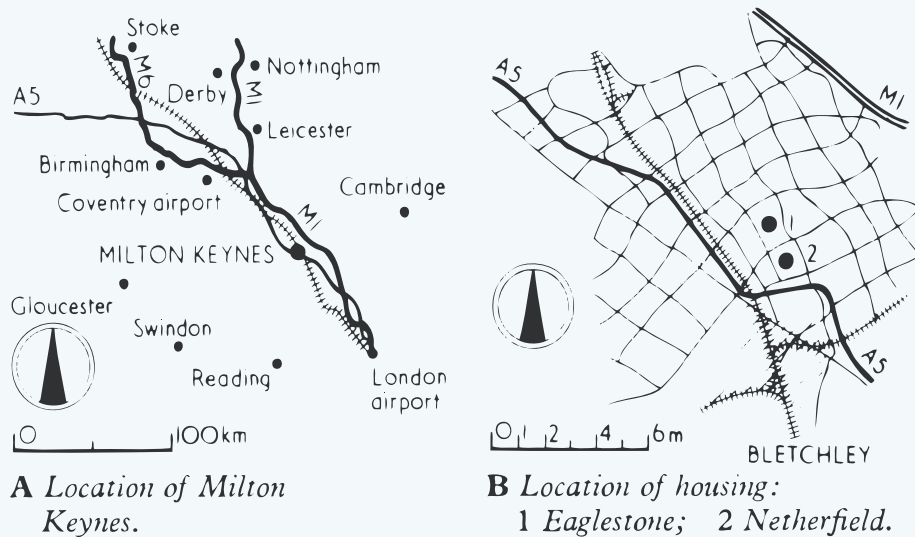 Stoke
M6
M1
Nottingham
Derby
A5
Leicester
Birmingham
Coventry airport
Cambridge
M1
MILTON KEYNES
Gloucester
Swindon
Reading
London
airport
0 100km
A Location of Milton
Keynes.
A5
M1
1
2
A5
0 1 2 4 6m
BLETCHLEY
B Location of housing:
1 Eaglestone; 2 Netherfield.